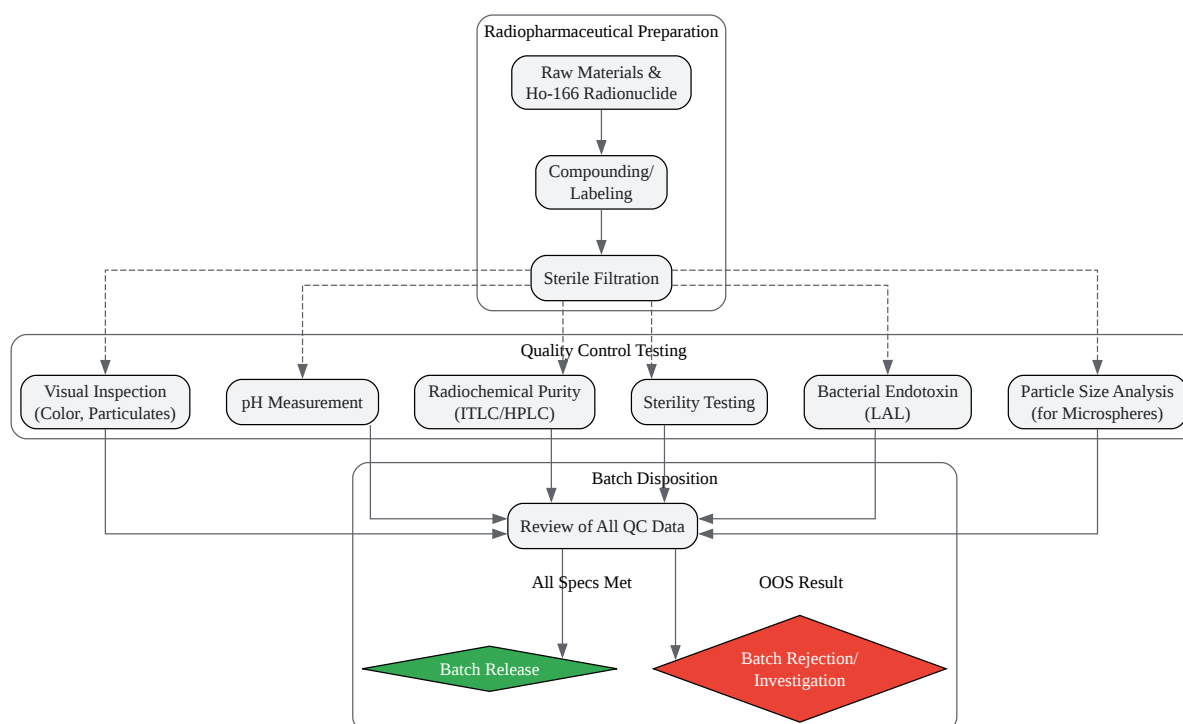 Radiopharmaceutical Preparation
Raw Materials &
Ho-166 Radionuclide
Compounding/
Labeling
Sterile Filtration
Quality Control Testing
Visual Inspection
(Color, Particulates)
pH Measurement
Radiochemical Purity
(ITLC/HPLC)
Sterility Testing
Bacterial Endotoxin
(LAL)
Particle Size Analysis
(for Microspheres)
Batch Disposition
Review of All QC Data
All Specs Met
OOS Result
Batch Release
Batch Rejection/
Investigation